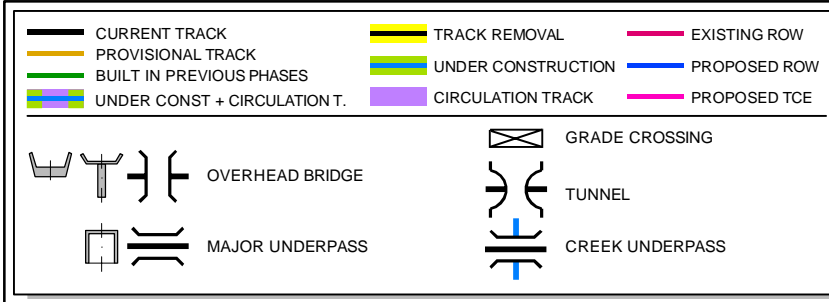 CURRENT TRACK
PROVISIONAL TRACK
BUILT IN PREVIOUS PHASES
UNDER CONST + CIRCULATION T.
TRACK REMOVAL
UNDER CONSTRUCTION
CIRCULATION TRACK
EXISTING ROW
PROPOSED ROW
PROPOSED TCE
OVERHEAD BRIDGE
MAJOR UNDERPASS
GRADE CROSSING
TUNNEL
CREEK UNDERPASS